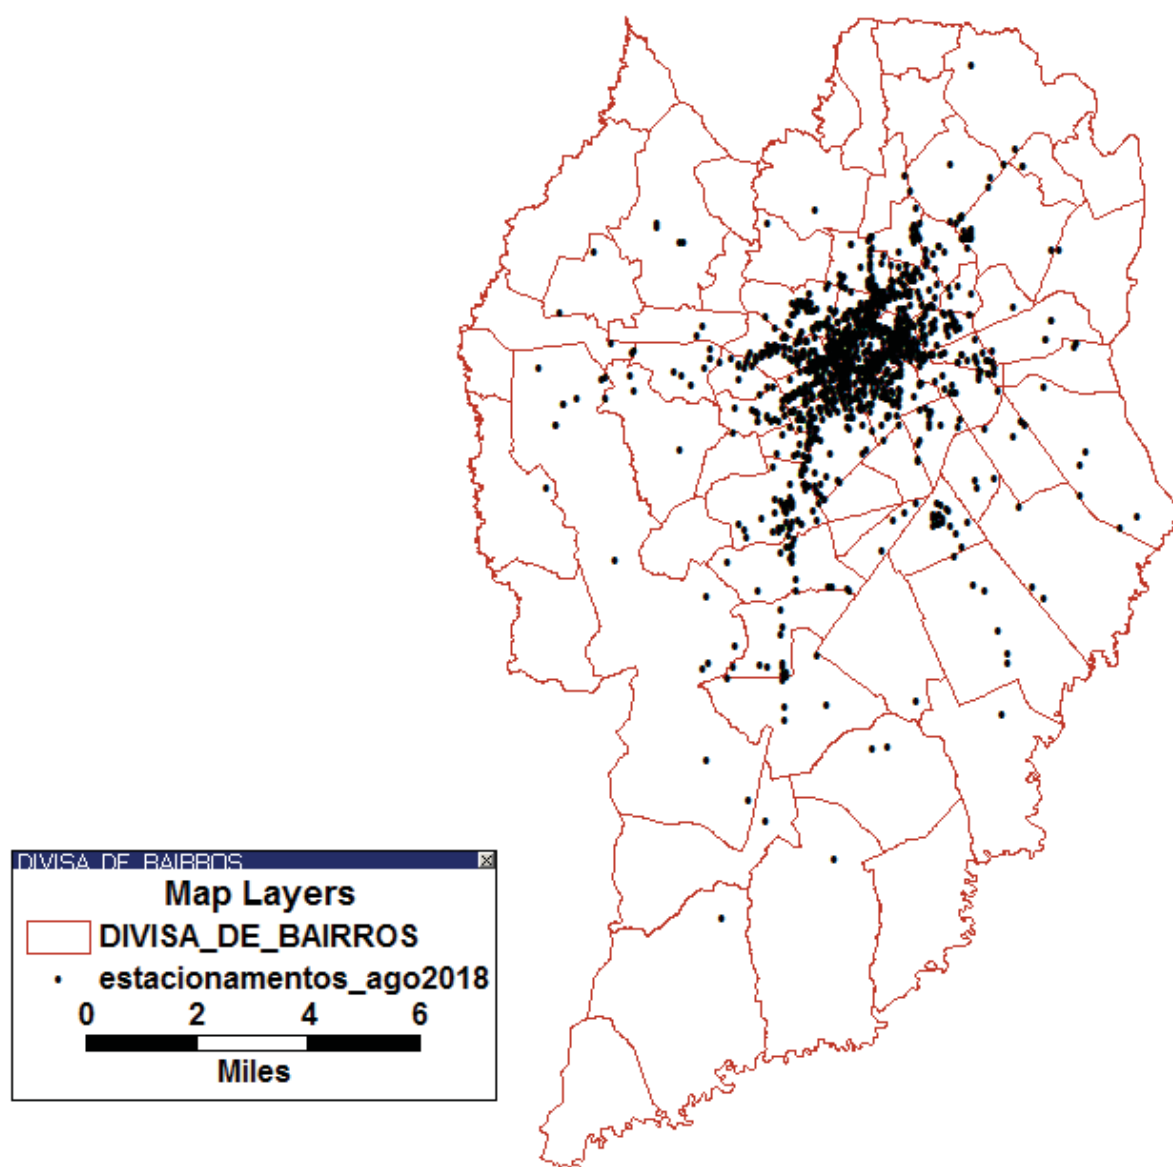 DIVISA_DE_BAIRROS
Map Layers
DIVISA_DE_BAIRROS
estacionamentos_ago2018
0 2 4 6
Miles